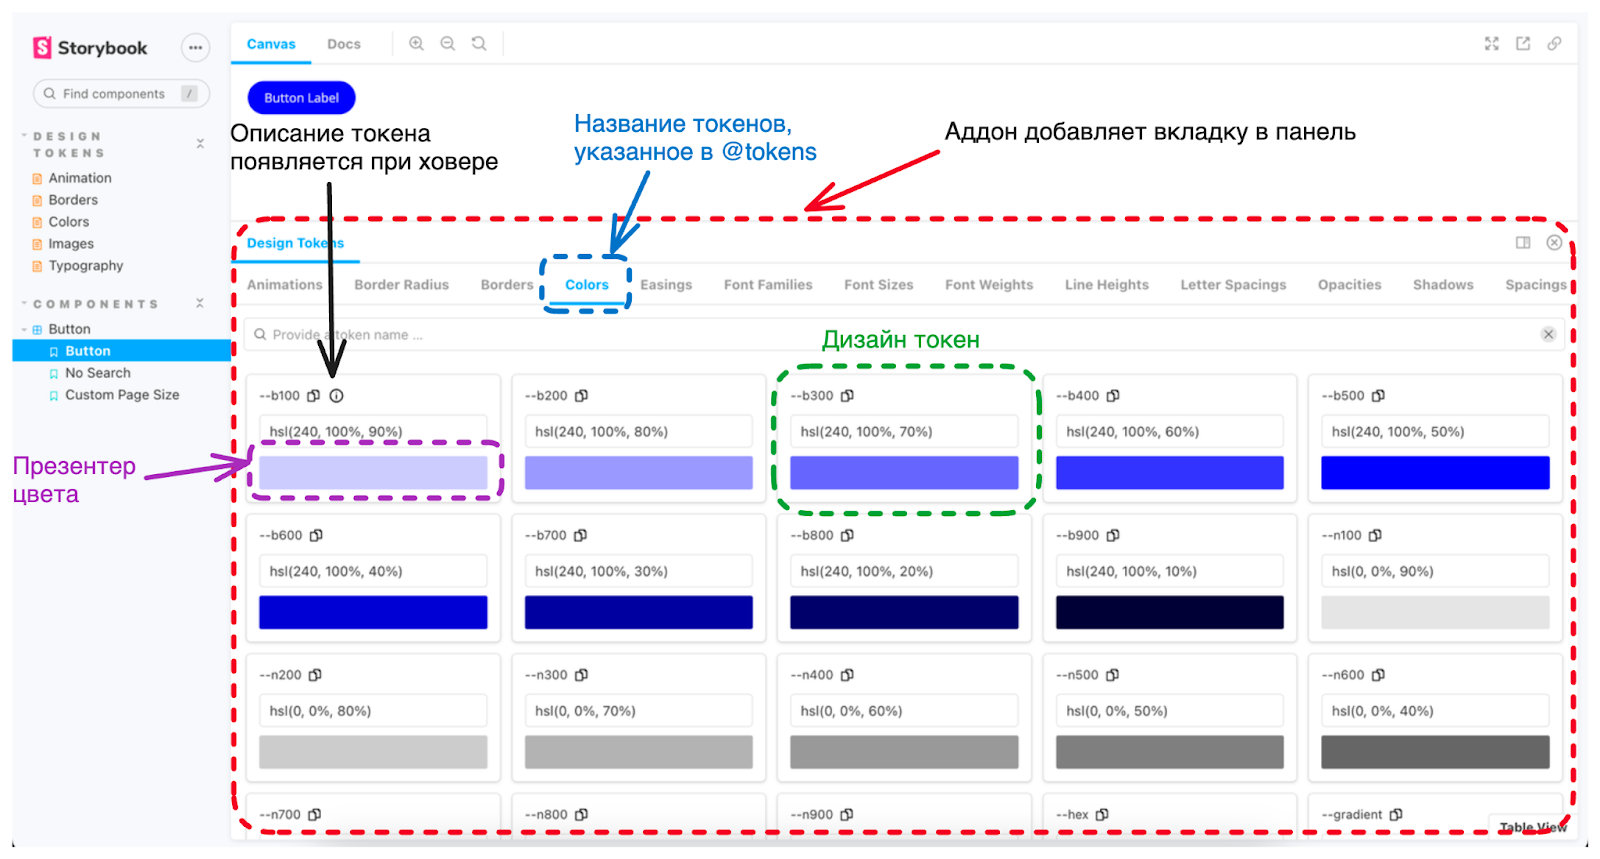 Storybook
Canvas
Docs
Find components
/
Button Label
Описание токена
появляется при ховере
Название токенов,
указанное в @tokens
Аддон добавляет вкладку в панель
DESIGN
TOKENS
Animation
Borders
Colors
Images
Typography
COMPONENTS
Button
Button
No Search
Custom Page Size
Design Tokens
Animations
Border Radius
Borders
Colors
Easings
Font Families
Font Sizes
Font Weights
Line Heights
Letter Spacings
Opacities
Shadows
Spacings
Provide a token name ...
Дизайн токен
Презентер
цвета
--b100
--b200
--b300
--b400
--b500
hsl(240, 100%, 90%)
hsl(240, 100%, 80%)
hsl(240, 100%, 70%)
hsl(240, 100%, 60%)
hsl(240, 100%, 50%)
--b600
--b700
--b800
--b900
--n100
hsl(240, 100%, 40%)
hsl(240, 100%, 30%)
hsl(240, 100%, 20%)
hsl(240, 100%, 10%)
hsl(0, 0%, 90%)
--n200
--n300
--n400
--n500
--n600
hsl(0, 0%, 80%)
hsl(0, 0%, 70%)
hsl(0, 0%, 60%)
hsl(0, 0%, 50%)
hsl(0, 0%, 40%)
--n700
--n800
--n900
--hex
--gradient
Table View